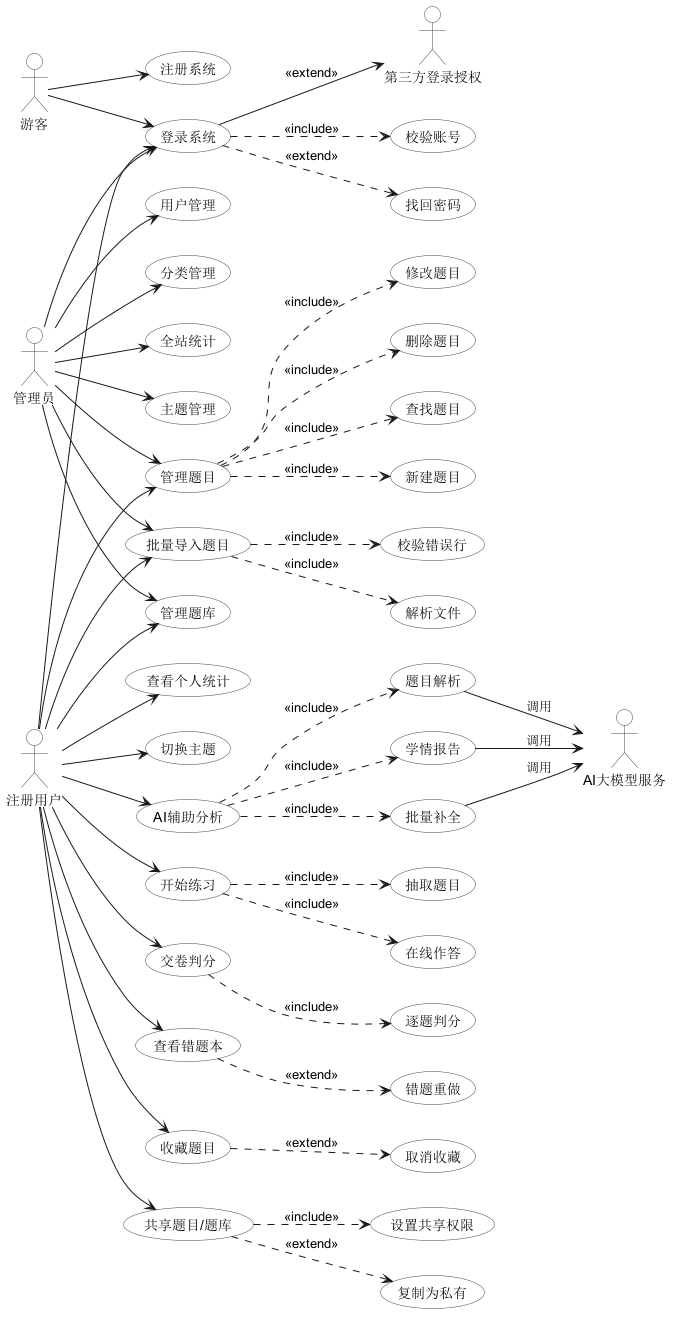 游客
注册系统
登录系统
«extend»
第三方登录授权
«include»
校验账号
«extend»
找回密码
管理员
用户管理
分类管理
全站统计
主题管理
管理题目
«include»
修改题目
«include»
删除题目
«include»
查找题目
«include»
新建题目
批量导入题目
«include»
校验错误行
«include»
解析文件
管理题库
注册用户
查看个人统计
切换主题
AI辅助分析
«include»
题目解析
调用
«include»
学情报告
调用
«include»
批量补全
调用
AI大模型服务
开始练习
«include»
抽取题目
«include»
在线作答
交卷判分
«include»
逐题判分
查看错题本
«extend»
错题重做
收藏题目
«extend»
取消收藏
共享题目/题库
«include»
设置共享权限
«extend»
复制为私有